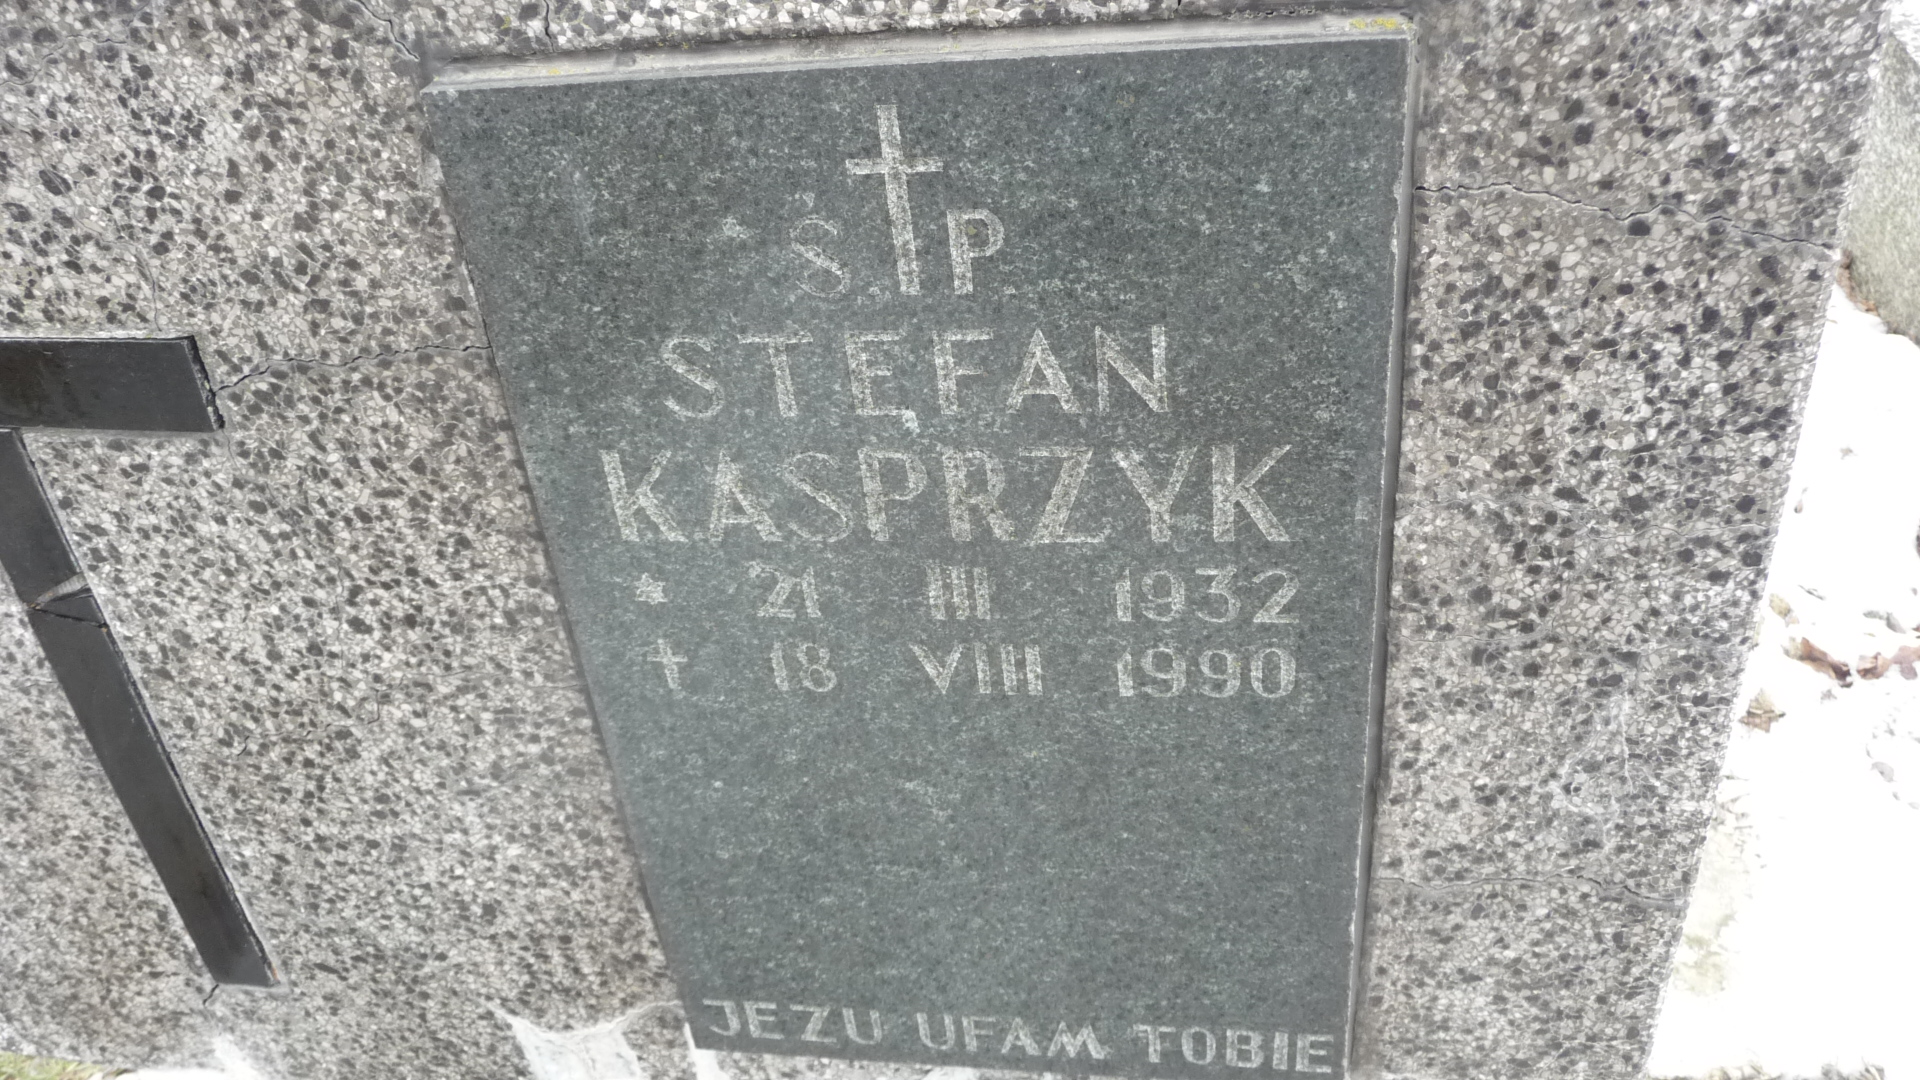 Ś. † P.
STEFAN
KASPRZYK
* 21 III 1932
† 18 VIII 1990
JEZU UFAM TOBIE